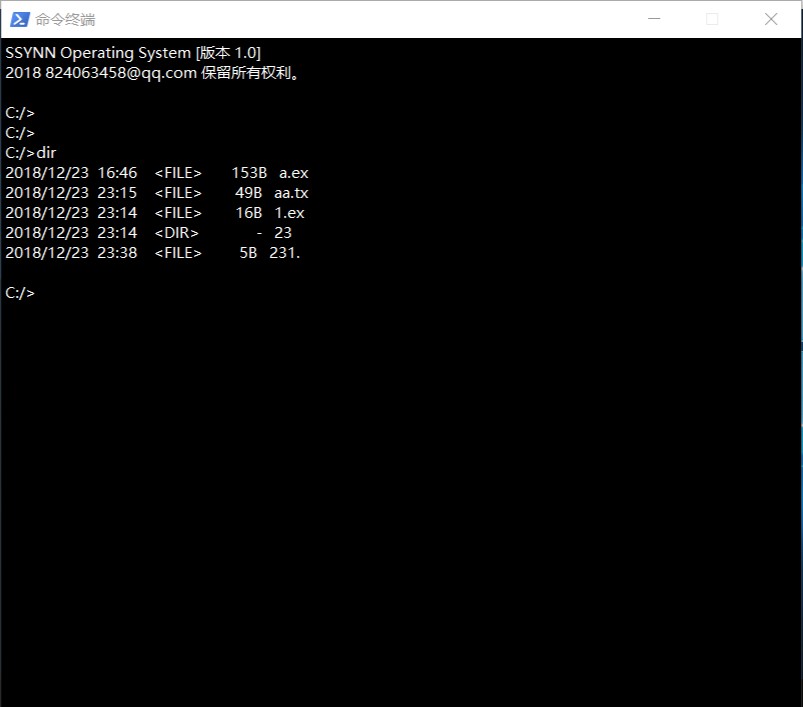 命令终端
SSYNN Operating System [版本 1.0]
2018 824063458@qq.com 保留所有权利。
C:/>
C:/>
C:/>dir
2018/12/23 16:46 <FILE> 153B a.ex
2018/12/23 23:15 <FILE> 49B aa.tx
2018/12/23 23:14 <FILE> 16B 1.ex
2018/12/23 23:14 <DIR> - 23
2018/12/23 23:38 <FILE> 5B 231.
C:/>